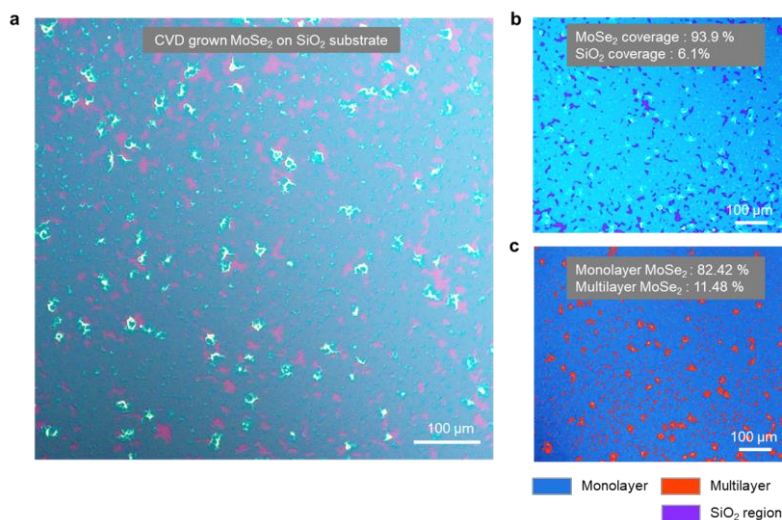 a
CVD grown MoSe₂ on SiO₂ substrate
100 µm
b
MoSe₂ coverage : 93.9 %
SiO₂ coverage : 6.1%
100 µm
c
Monolayer MoSe₂ : 82.42 %
Multilayer MoSe₂ : 11.48 %
100 µm
Monolayer
Multilayer
SiO₂ region